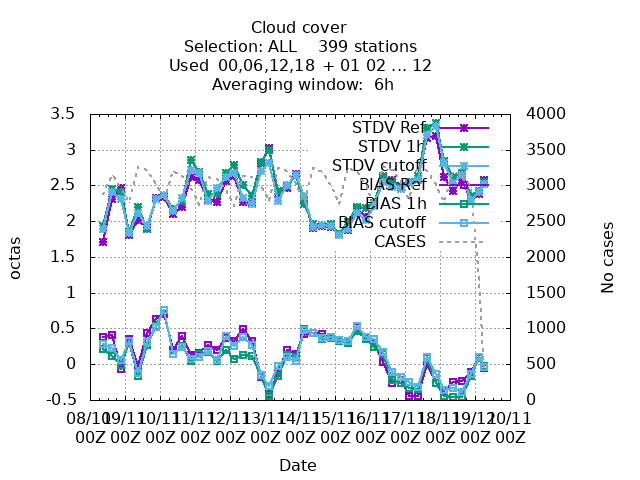 Cloud cover
Selection: ALL 399 stations
Used 00,06,12,18 + 01 02 ... 12
Averaging window: 6h
3.5
3
2.5
2
1.5
1
0.5
0
-0.5
4000
3500
3000
2500
2000
1500
1000
500
0
octas
No cases
STDV Ref
STDV 1h
STDV cutoff
BIAS Ref
BIAS 1h
BIAS cutoff
CASES
08/11 09/11 10/11 11/11 12/11 13/11 14/11 15/11 16/11 17/11 18/11 19/11 20/11
00Z 00Z 00Z 00Z 00Z 00Z 00Z 00Z 00Z 00Z 00Z 00Z 00Z
Date